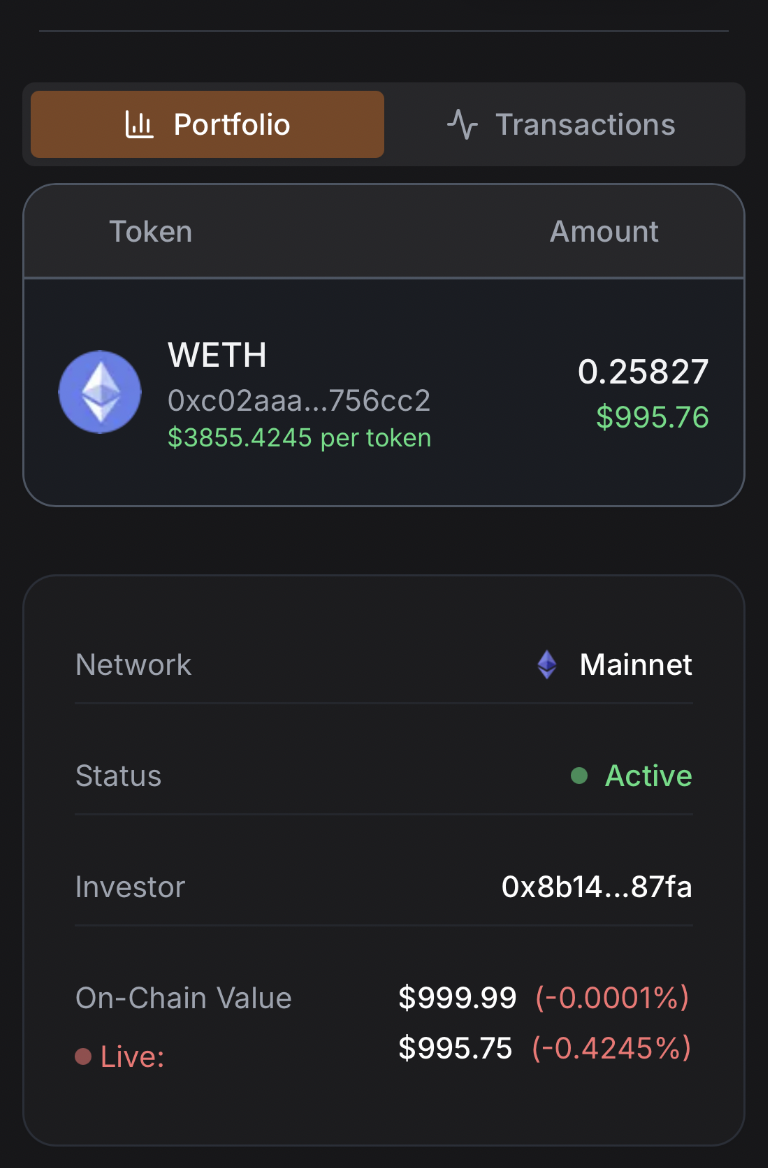 Portfolio
Transactions
Token Amount
WETH
0.25827
0xc02aaa...756cc2
$995.76
$3855.4245 per token
Network Mainnet
Status Active
Investor 0x8b14...87fa
On-Chain Value $999.99 (-0.0001%)
Live: $995.75 (-0.4245%)